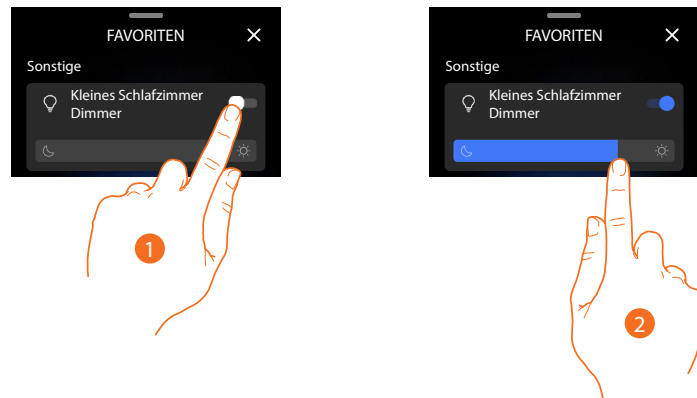 FAVORITEN
Sonstige
Kleines Schlafzimmer
Dimmer
1
FAVORITEN
Sonstige
Kleines Schlafzimmer
Dimmer
2